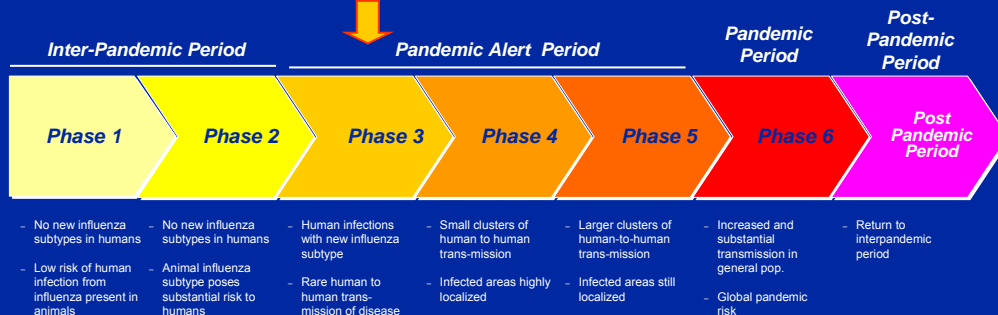 Inter-Pandemic Period
Pandemic Alert Period
Pandemic
Period
Post-
Pandemic
Period
Phase 1
Phase 2
Phase 3
Phase 4
Phase 5
Phase 6
Post
Pandemic
Period
- No new influenza
subtypes in humans
- Low risk of human
infection from
influenza present in
animals
- No new influenza
subtypes in humans
- Animal influenza
subtype poses
substantial risk to
humans
- Human infections
with new influenza
subtype
- Rare human to
human trans-
mission of disease
- Small clusters of
human to human
trans-mission
- Infected areas highly
localized
- Larger clusters of
human-to-human
trans-mission
- Infected areas still
localized
- Increased and
substantial
transmission in
general pop.
- Global pandemic
risk
- Return to
interpandemic
period